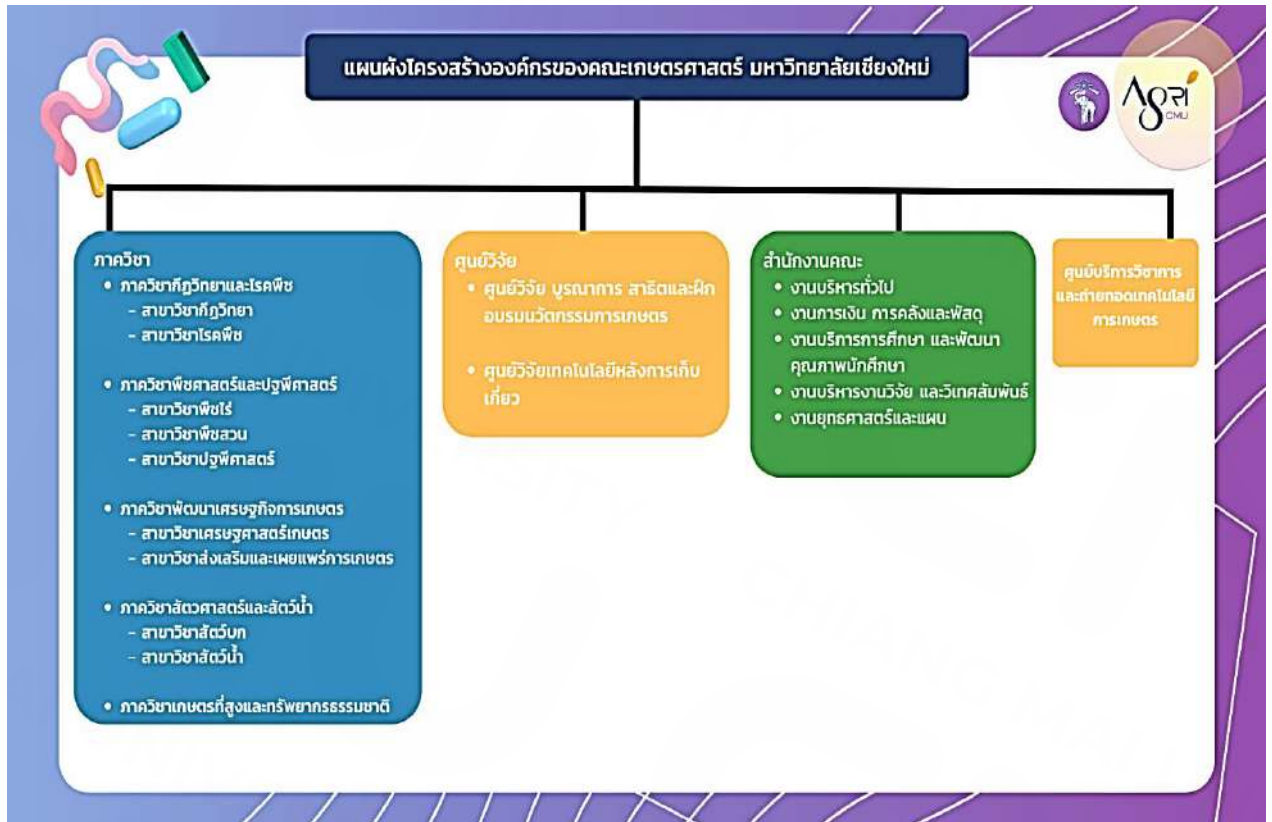 แผนผังโครงสร้างองค์กรของคณะเกษตรศาสตร์ มหาวิทยาลัยเชียงใหม่
AGRi
CMU
ภาควิชา
• ภาควิชากีฏวิทยาและโรคพืช
- สาขาวิชากีฏวิทยา
- สาขาวิชาโรคพืช
• ภาควิชาพืชศาสตร์และปฐพีศาสตร์
- สาขาวิชาพืชไร่
- สาขาวิชาพืชสวน
- สาขาวิชาปฐพีศาสตร์
• ภาควิชาพัฒนาเศรษฐกิจการเกษตร
- สาขาวิชาเศรษฐศาสตร์เกษตร
- สาขาวิชาส่งเสริมและเผยแพร่การเกษตร
• ภาควิชาสัตวศาสตร์และสัตว์น้ำ
- สาขาวิชาสัตว์บก
- สาขาวิชาสัตว์น้ำ
• ภาควิชาเกษตรที่สูงและทรัพยากรธรรมชาติ
ศูนย์วิจัย
• ศูนย์วิจัย บูรณาการ สาธิตและฝึก
อบรมนวัตกรรมการเกษตร
• ศูนย์วิจัยเทคโนโลยีหลังการเก็บ
เกี่ยว
สำนักงานคณะ
• งานบริหารทั่วไป
• งานการเงิน การคลังและพัสดุ
• งานบริการการศึกษา และพัฒนา
คุณภาพนักศึกษา
• งานบริหารงานวิจัย และวิเทศสัมพันธ์
• งานยุทธศาสตร์และแผน
ศูนย์บริการวิชาการ
และถ่ายทอดเทคโนโลยี
การเกษตร